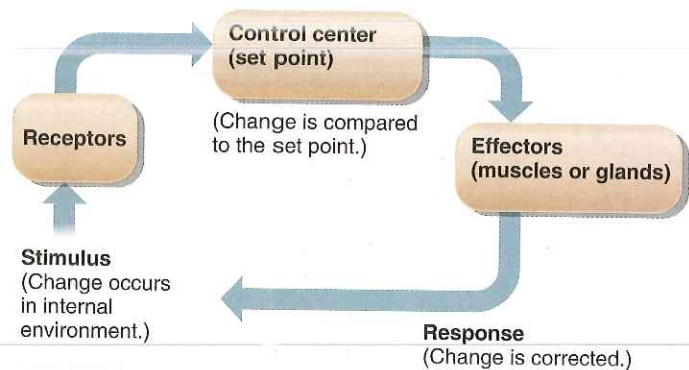 Control center
(set point)
(Change is compared
to the set point.)
Receptors
Effectors
(muscles or glands)
Stimulus
(Change occurs
in internal
environment.)
Response
(Change is corrected.)